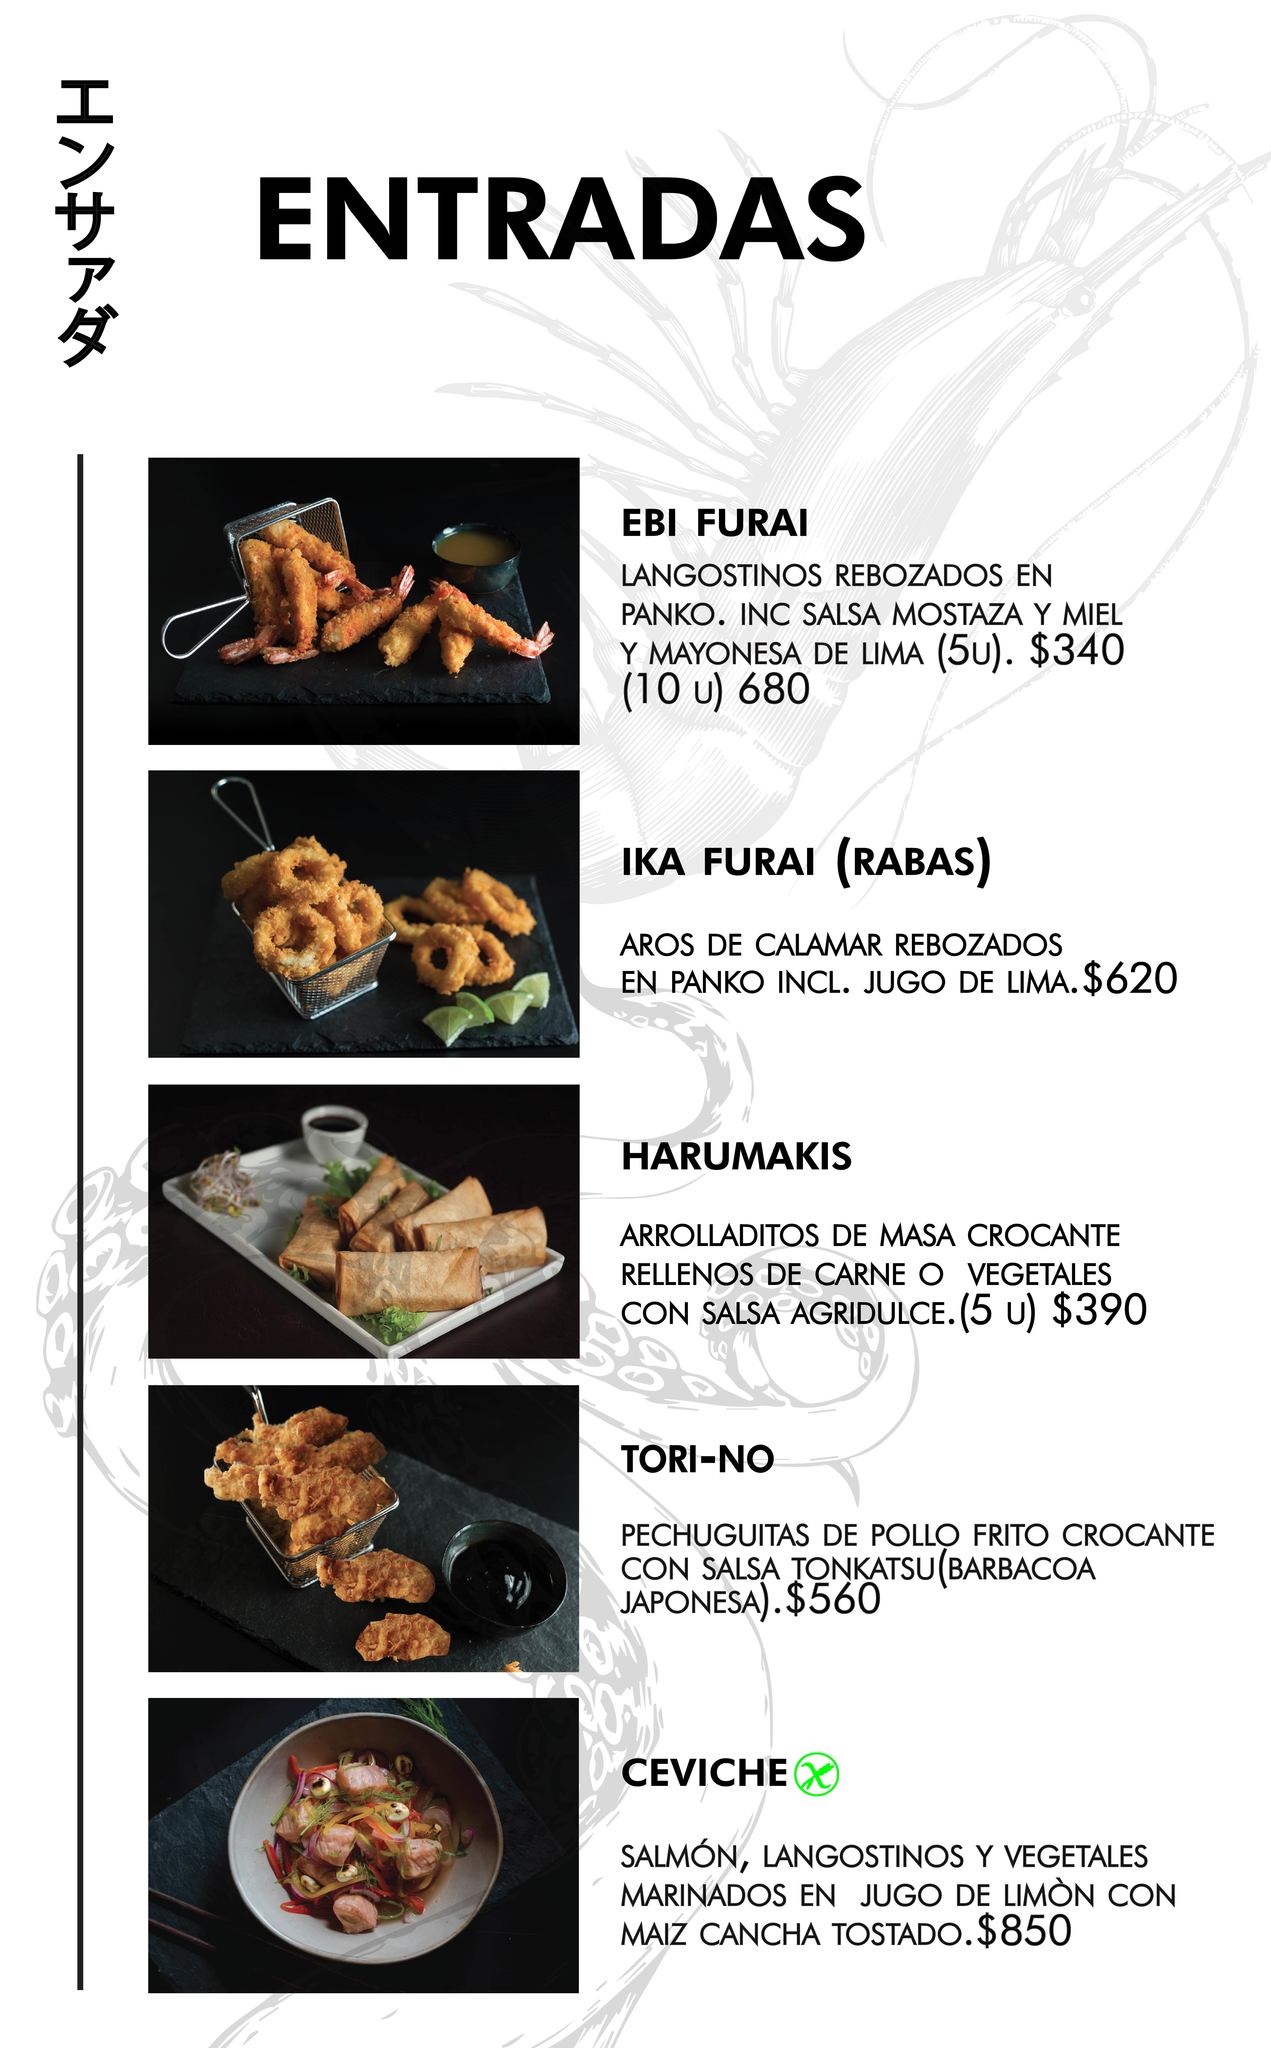 エンサァダ
ENTRADAS
EBI FURAI
LANGOSTINOS REBOZADOS EN
PANKO. INC SALSA MOSTAZA Y MIEL
Y MAYONESA DE LIMA (5U). $340
(10 U) 680
IKA FURAI (RABAS)
AROS DE CALAMAR REBOZADOS
EN PANKO INCL. JUGO DE LIMA.$620
HARUMAKIS
ARROLLADITOS DE MASA CROCANTE
RELLENOS DE CARNE O VEGETALES
CON SALSA AGRIDULCE.(5 U) $390
TORI-NO
PECHUGUITAS DE POLLO FRITO CROCANTE
CON SALSA TONKATSU(BARBACOA
JAPONESA).$560
CEVICHE
SALMÓN, LANGOSTINOS Y VEGETALES
MARINADOS EN JUGO DE LIMÒN CON
MAIZ CANCHA TOSTADO.$850